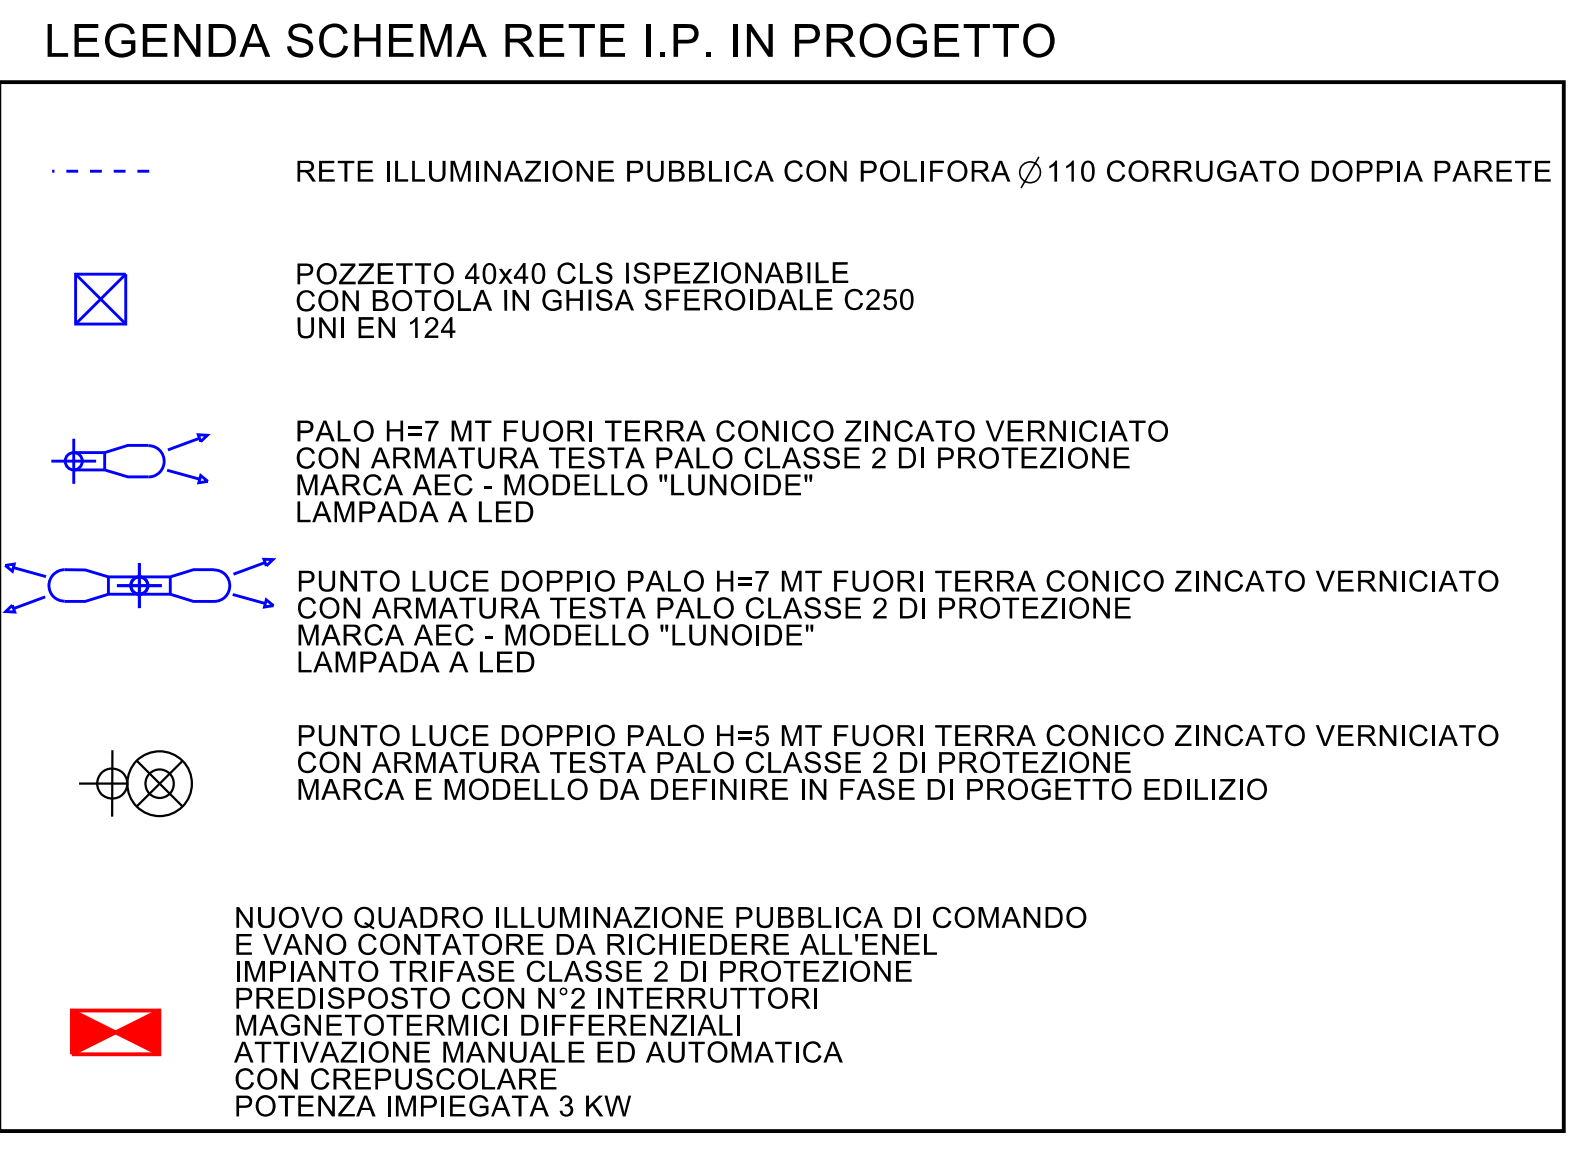 LEGENDA SCHEMA RETE I.P. IN PROGETTO
RETE ILLUMINAZIONE PUBBLICA CON POLIFORA ∅110 CORRUGATO DOPPIA PARETE
POZZETTO 40x40 CLS ISPEZIONABILE
CON BOTOLA IN GHISA SFEROIDALE C250
UNI EN 124
PALO H=7 MT FUORI TERRA CONICO ZINCATO VERNICIATO
CON ARMATURA TESTA PALO CLASSE 2 DI PROTEZIONE
MARCA AEC - MODELLO "LUNOIDE"
LAMPADA A LED
PUNTO LUCE DOPPIO PALO H=7 MT FUORI TERRA CONICO ZINCATO VERNICIATO
CON ARMATURA TESTA PALO CLASSE 2 DI PROTEZIONE
MARCA AEC - MODELLO "LUNOIDE"
LAMPADA A LED
PUNTO LUCE DOPPIO PALO H=5 MT FUORI TERRA CONICO ZINCATO VERNICIATO
CON ARMATURA TESTA PALO CLASSE 2 DI PROTEZIONE
MARCA E MODELLO DA DEFINIRE IN FASE DI PROGETTO EDILIZIO
NUOVO QUADRO ILLUMINAZIONE PUBBLICA DI COMANDO
E VANO CONTATORE DA RICHIEDERE ALL'ENEL
IMPIANTO TRIFASE CLASSE 2 DI PROTEZIONE
PREDISPOSTO CON N°2 INTERRUTTORI
MAGNETOTERMICI DIFFERENZIALI
ATTIVAZIONE MANUALE ED AUTOMATICA
CON CREPUSCOLARE
POTENZA IMPIEGATA 3 KW